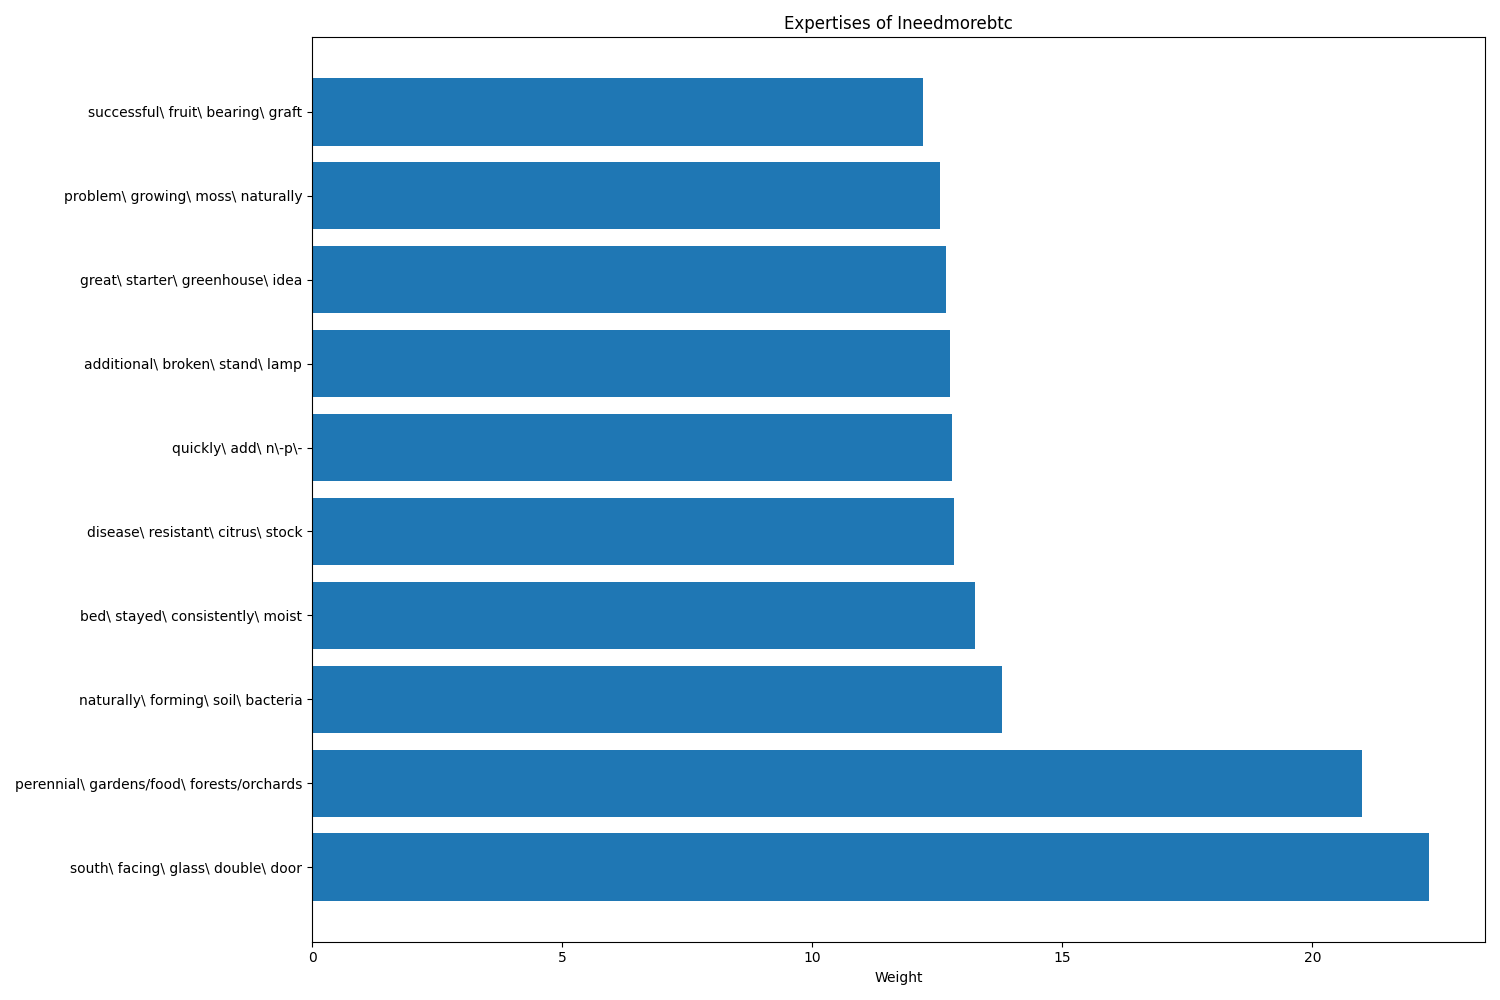 Expertises of Ineedmorebtc
successful\ fruit\ bearing\ graft
problem\ growing\ moss\ naturally
great\ starter\ greenhouse\ idea
additional\ broken\ stand\ lamp
quickly\ add\ n\-p\-
disease\ resistant\ citrus\ stock
bed\ stayed\ consistently\ moist
naturally\ forming\ soil\ bacteria
perennial\ gardens/food\ forests/orchards
south\ facing\ glass\ double\ door
0 5 10 15 20
Weight